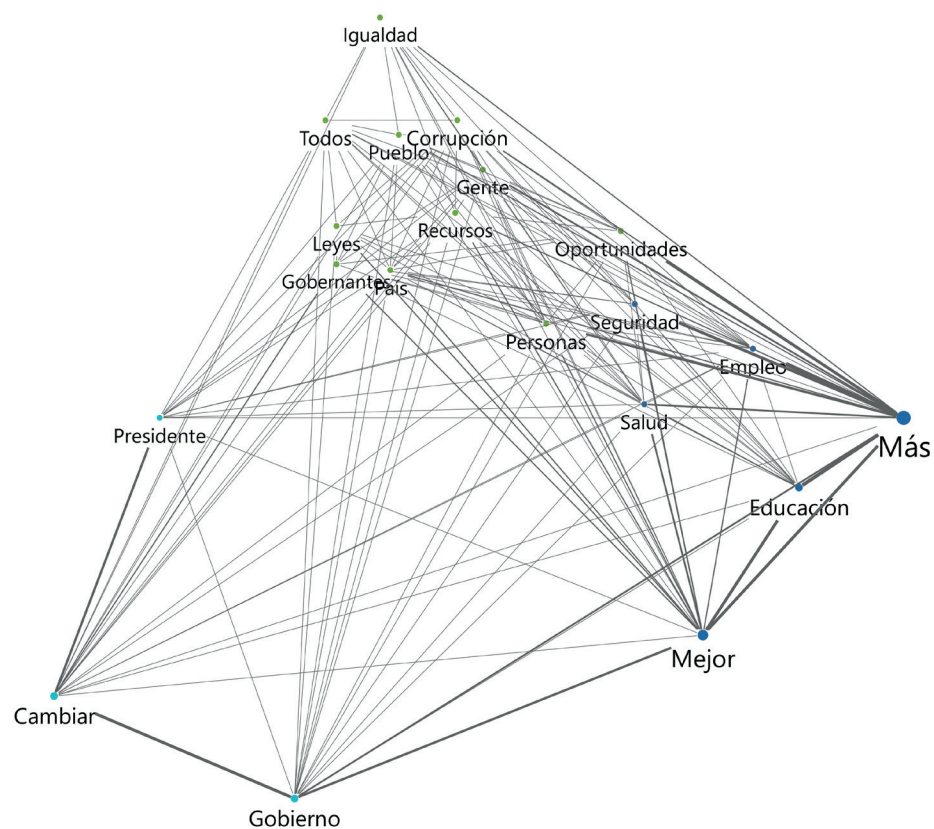 Igualdad
Todos
Corrupción
Pueblo
Gente
Recursos
Leyes
Oportunidades
Gobernantes
País
Seguridad
Personas
Empleo
Salud
Presidente
Más
Educación
Mejor
Cambiar
Gobierno